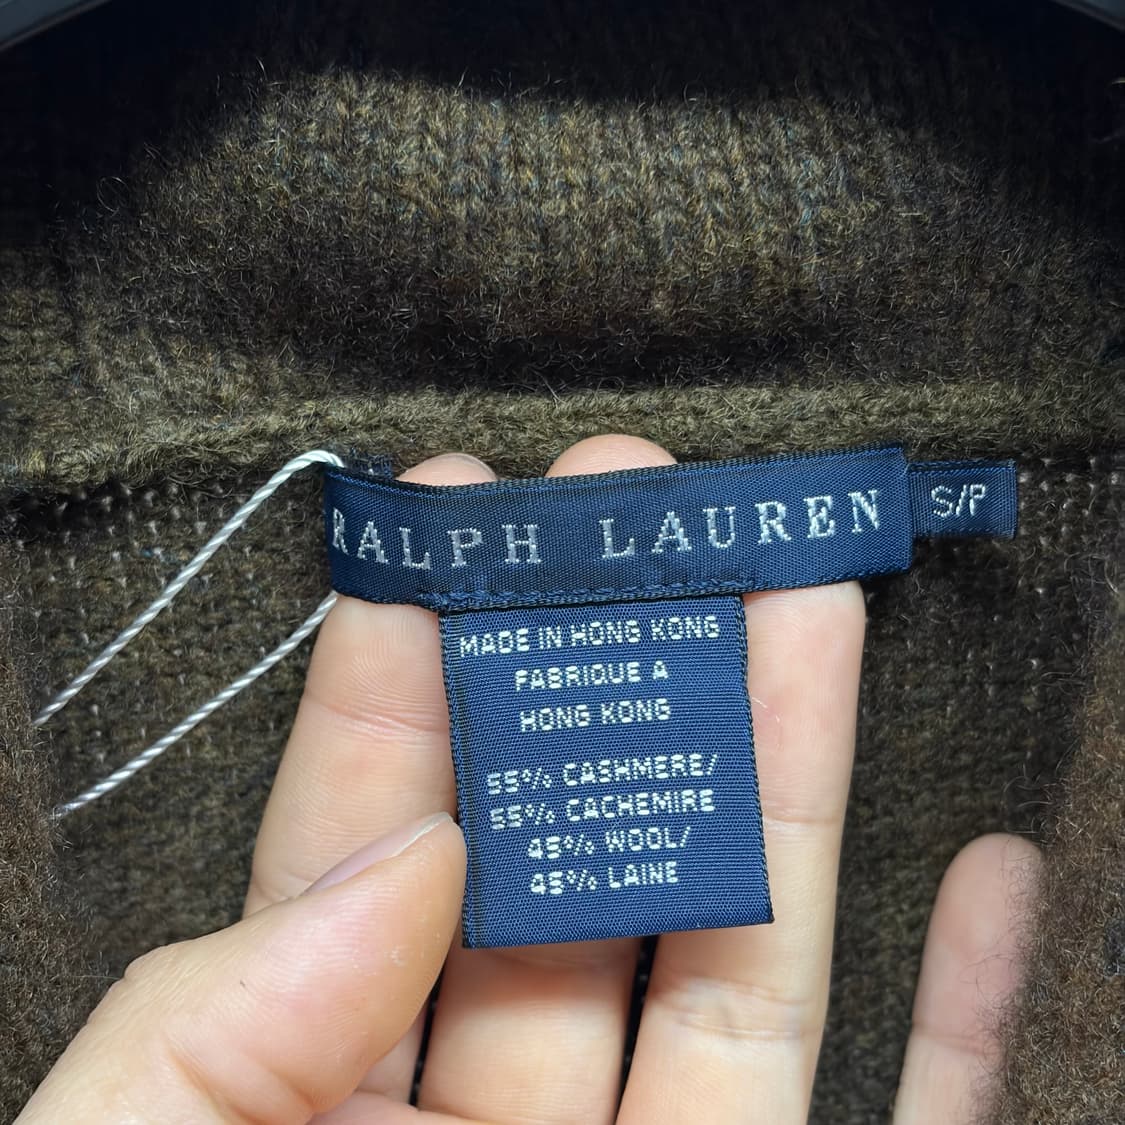 RALPH LAUREN
S/P
MADE IN HONG KONG
FABRIQUE A
HONG KONG
55% CASHMERE/
55% CACHEMIRE
45% WOOL/
45% LAINE